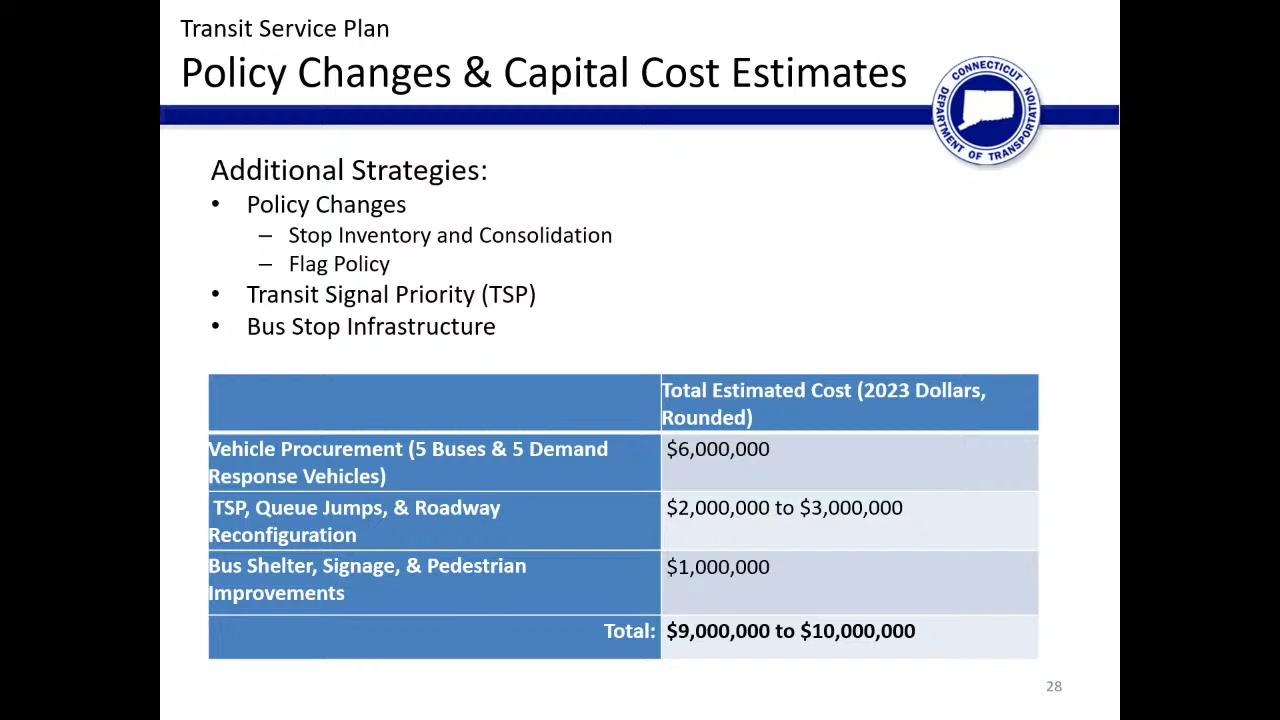 Transit Service Plan
Policy Changes & Capital Cost Estimates
CONNECTICUT
DEPARTMENT OF TRANSPORTATION
Additional Strategies:
• Policy Changes
– Stop Inventory and Consolidation
– Flag Policy
• Transit Signal Priority (TSP)
• Bus Stop Infrastructure
Total Estimated Cost (2023 Dollars,
Rounded)
Vehicle Procurement (5 Buses & 5 Demand
Response Vehicles)
$6,000,000
TSP, Queue Jumps, & Roadway
Reconfiguration
$2,000,000 to $3,000,000
Bus Shelter, Signage, & Pedestrian
Improvements
$1,000,000
Total: $9,000,000 to $10,000,000
28